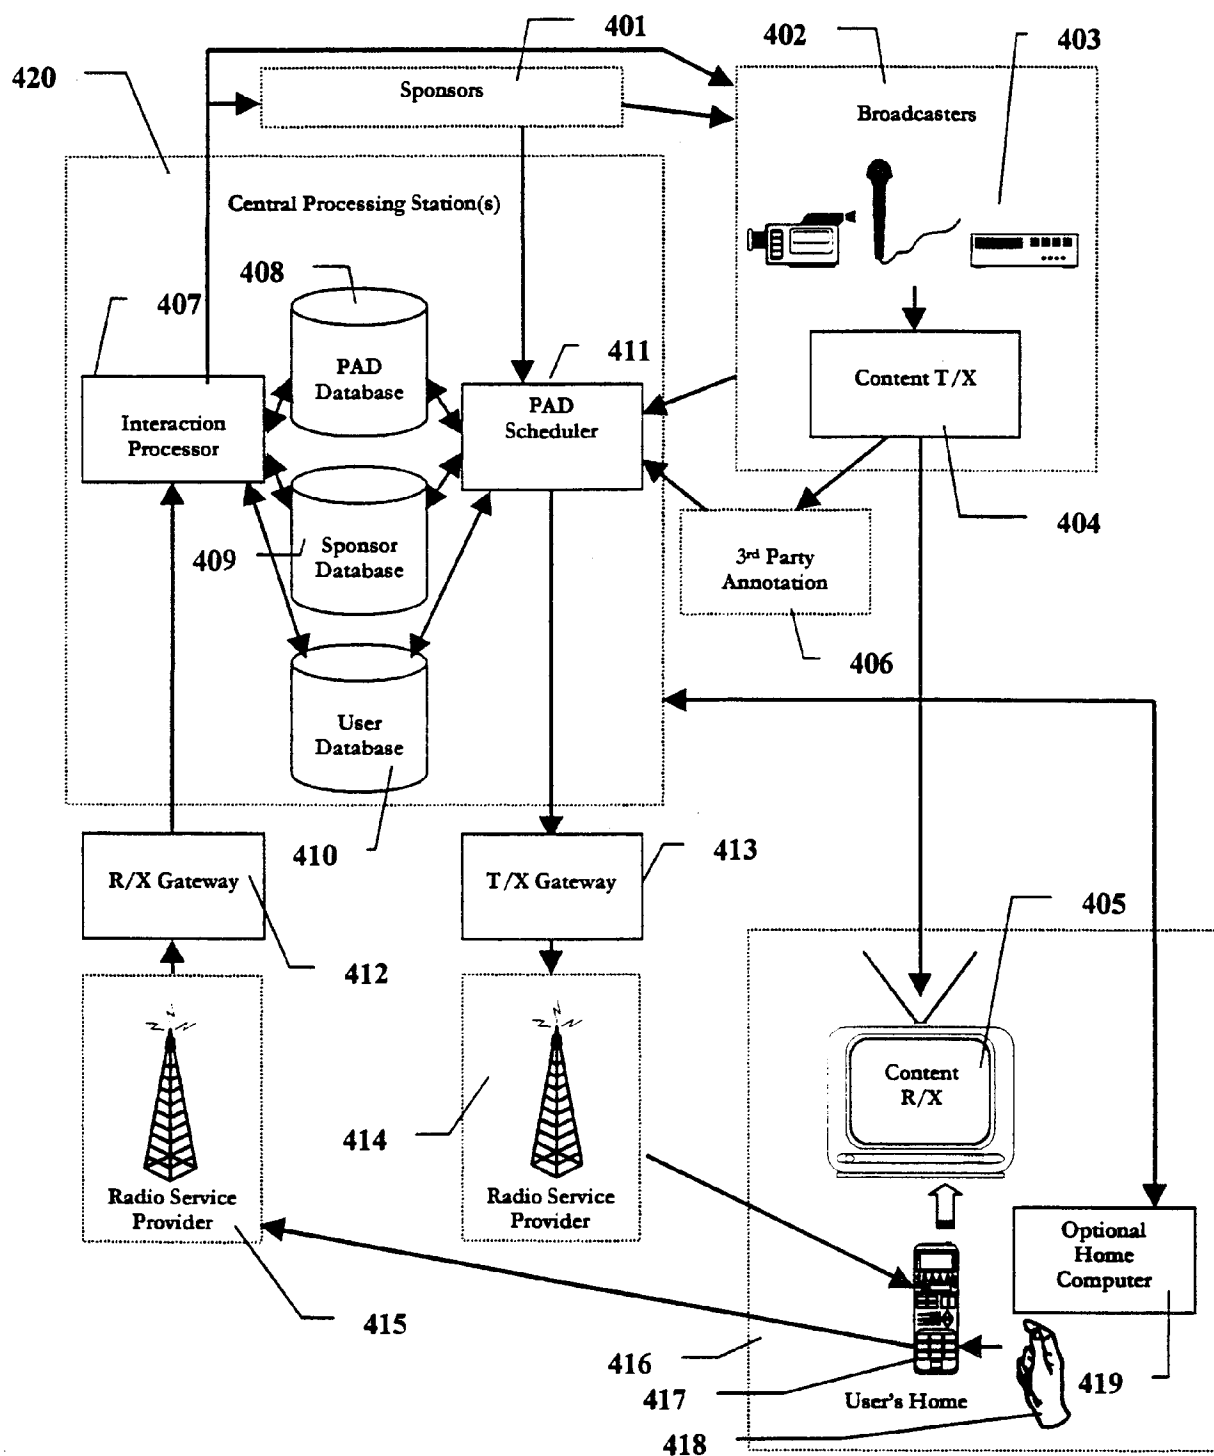 401
402
403
420
Sponsors
Broadcasters
Central Processing Station(s)
408
407
411
PAD
Database
PAD
Scheduler
Content T/X
Interaction
Processor
404
409
Sponsor
Database
3rd Party
Annotation
406
User
Database
410
413
R/X Gateway
T/X Gateway
405
412
Content
R/X
414
Radio Service
Provider
Radio Service
Provider
Optional
Home
Computer
415
416
417
User's Home
419
418